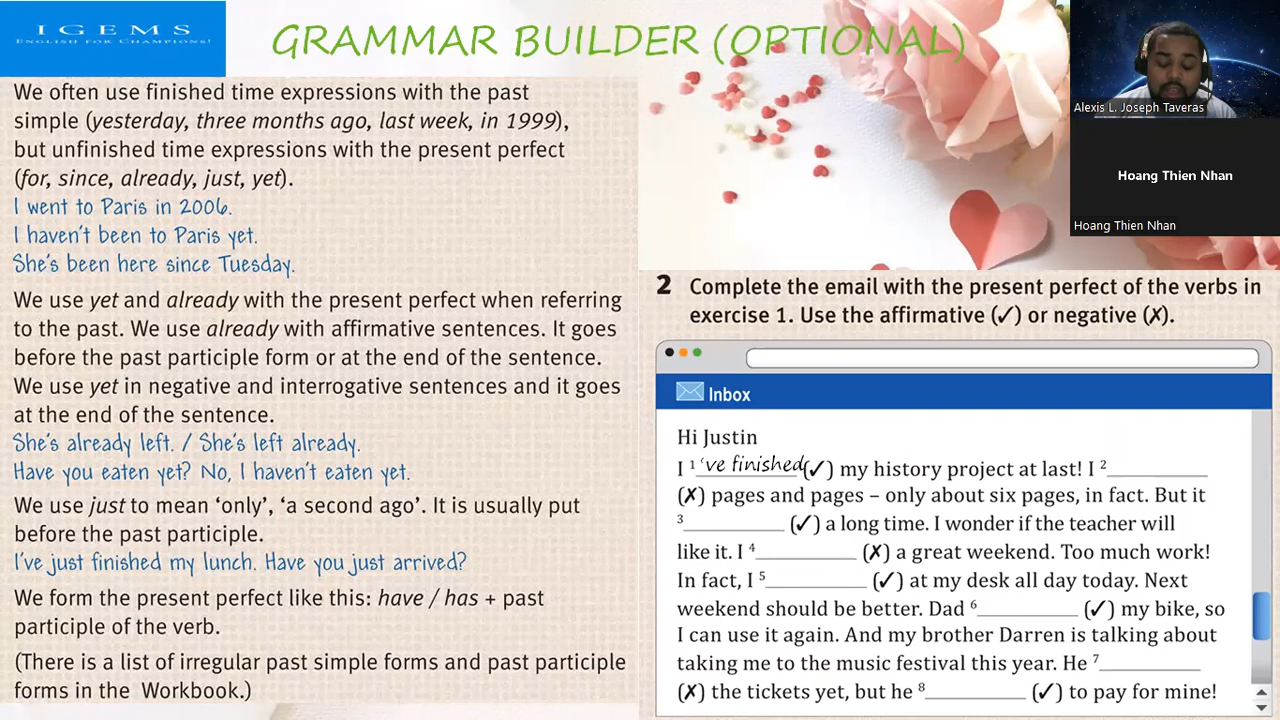 IGEMS
ENGLISH FOR CHAMPIONS!
GRAMMAR BUILDER (OPTIONAL)
We often use finished time expressions with the past
simple (yesterday, three months ago, last week, in 1999),
but unfinished time expressions with the present perfect
(for, since, already, just, yet).
I went to Paris in 2006.
I haven't been to Paris yet.
She's been here since Tuesday.
We use yet and already with the present perfect when referring
to the past. We use already with affirmative sentences. It goes
before the past participle form or at the end of the sentence.
We use yet in negative and interrogative sentences and it goes
at the end of the sentence.
She's already left. / She's left already.
Have you eaten yet? No, I haven't eaten yet.
We use just to mean ‘only’, ‘a second ago’. It is usually put
before the past participle.
I've just finished my lunch. Have you just arrived?
We form the present perfect like this: have / has + past
participle of the verb.
(There is a list of irregular past simple forms and past participle
forms in the Workbook.)
Alexis L. Joseph Taveras
Hoang Thien Nhan
Hoang Thien Nhan
2 Complete the email with the present perfect of the verbs in
exercise 1. Use the affirmative (✓) or negative (✗).
Inbox
Hi Justin
I 1 've finished (✓) my history project at last! I 2 __________
(✗) pages and pages – only about six pages, in fact. But it
3 __________ (✓) a long time. I wonder if the teacher will
like it. I 4 __________ (✗) a great weekend. Too much work!
In fact, I 5 __________ (✓) at my desk all day today. Next
weekend should be better. Dad 6 __________ (✓) my bike, so
I can use it again. And my brother Darren is talking about
taking me to the music festival this year. He 7 __________
(✗) the tickets yet, but he 8 __________ (✓) to pay for mine!